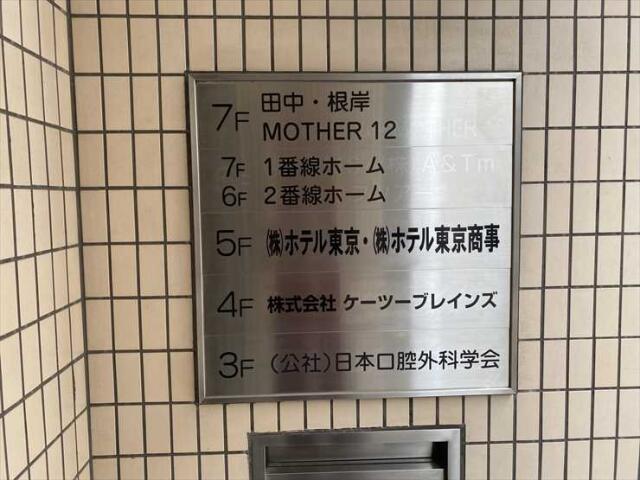 7F 田中・根岸
MOTHER 12
7F 1番線ホーム
6F 2番線ホーム
5F ㈱ホテル東京・㈱ホテル東京商事
4F 株式会社 ケーツーブレインズ
3F (公社)日本口腔外科学会